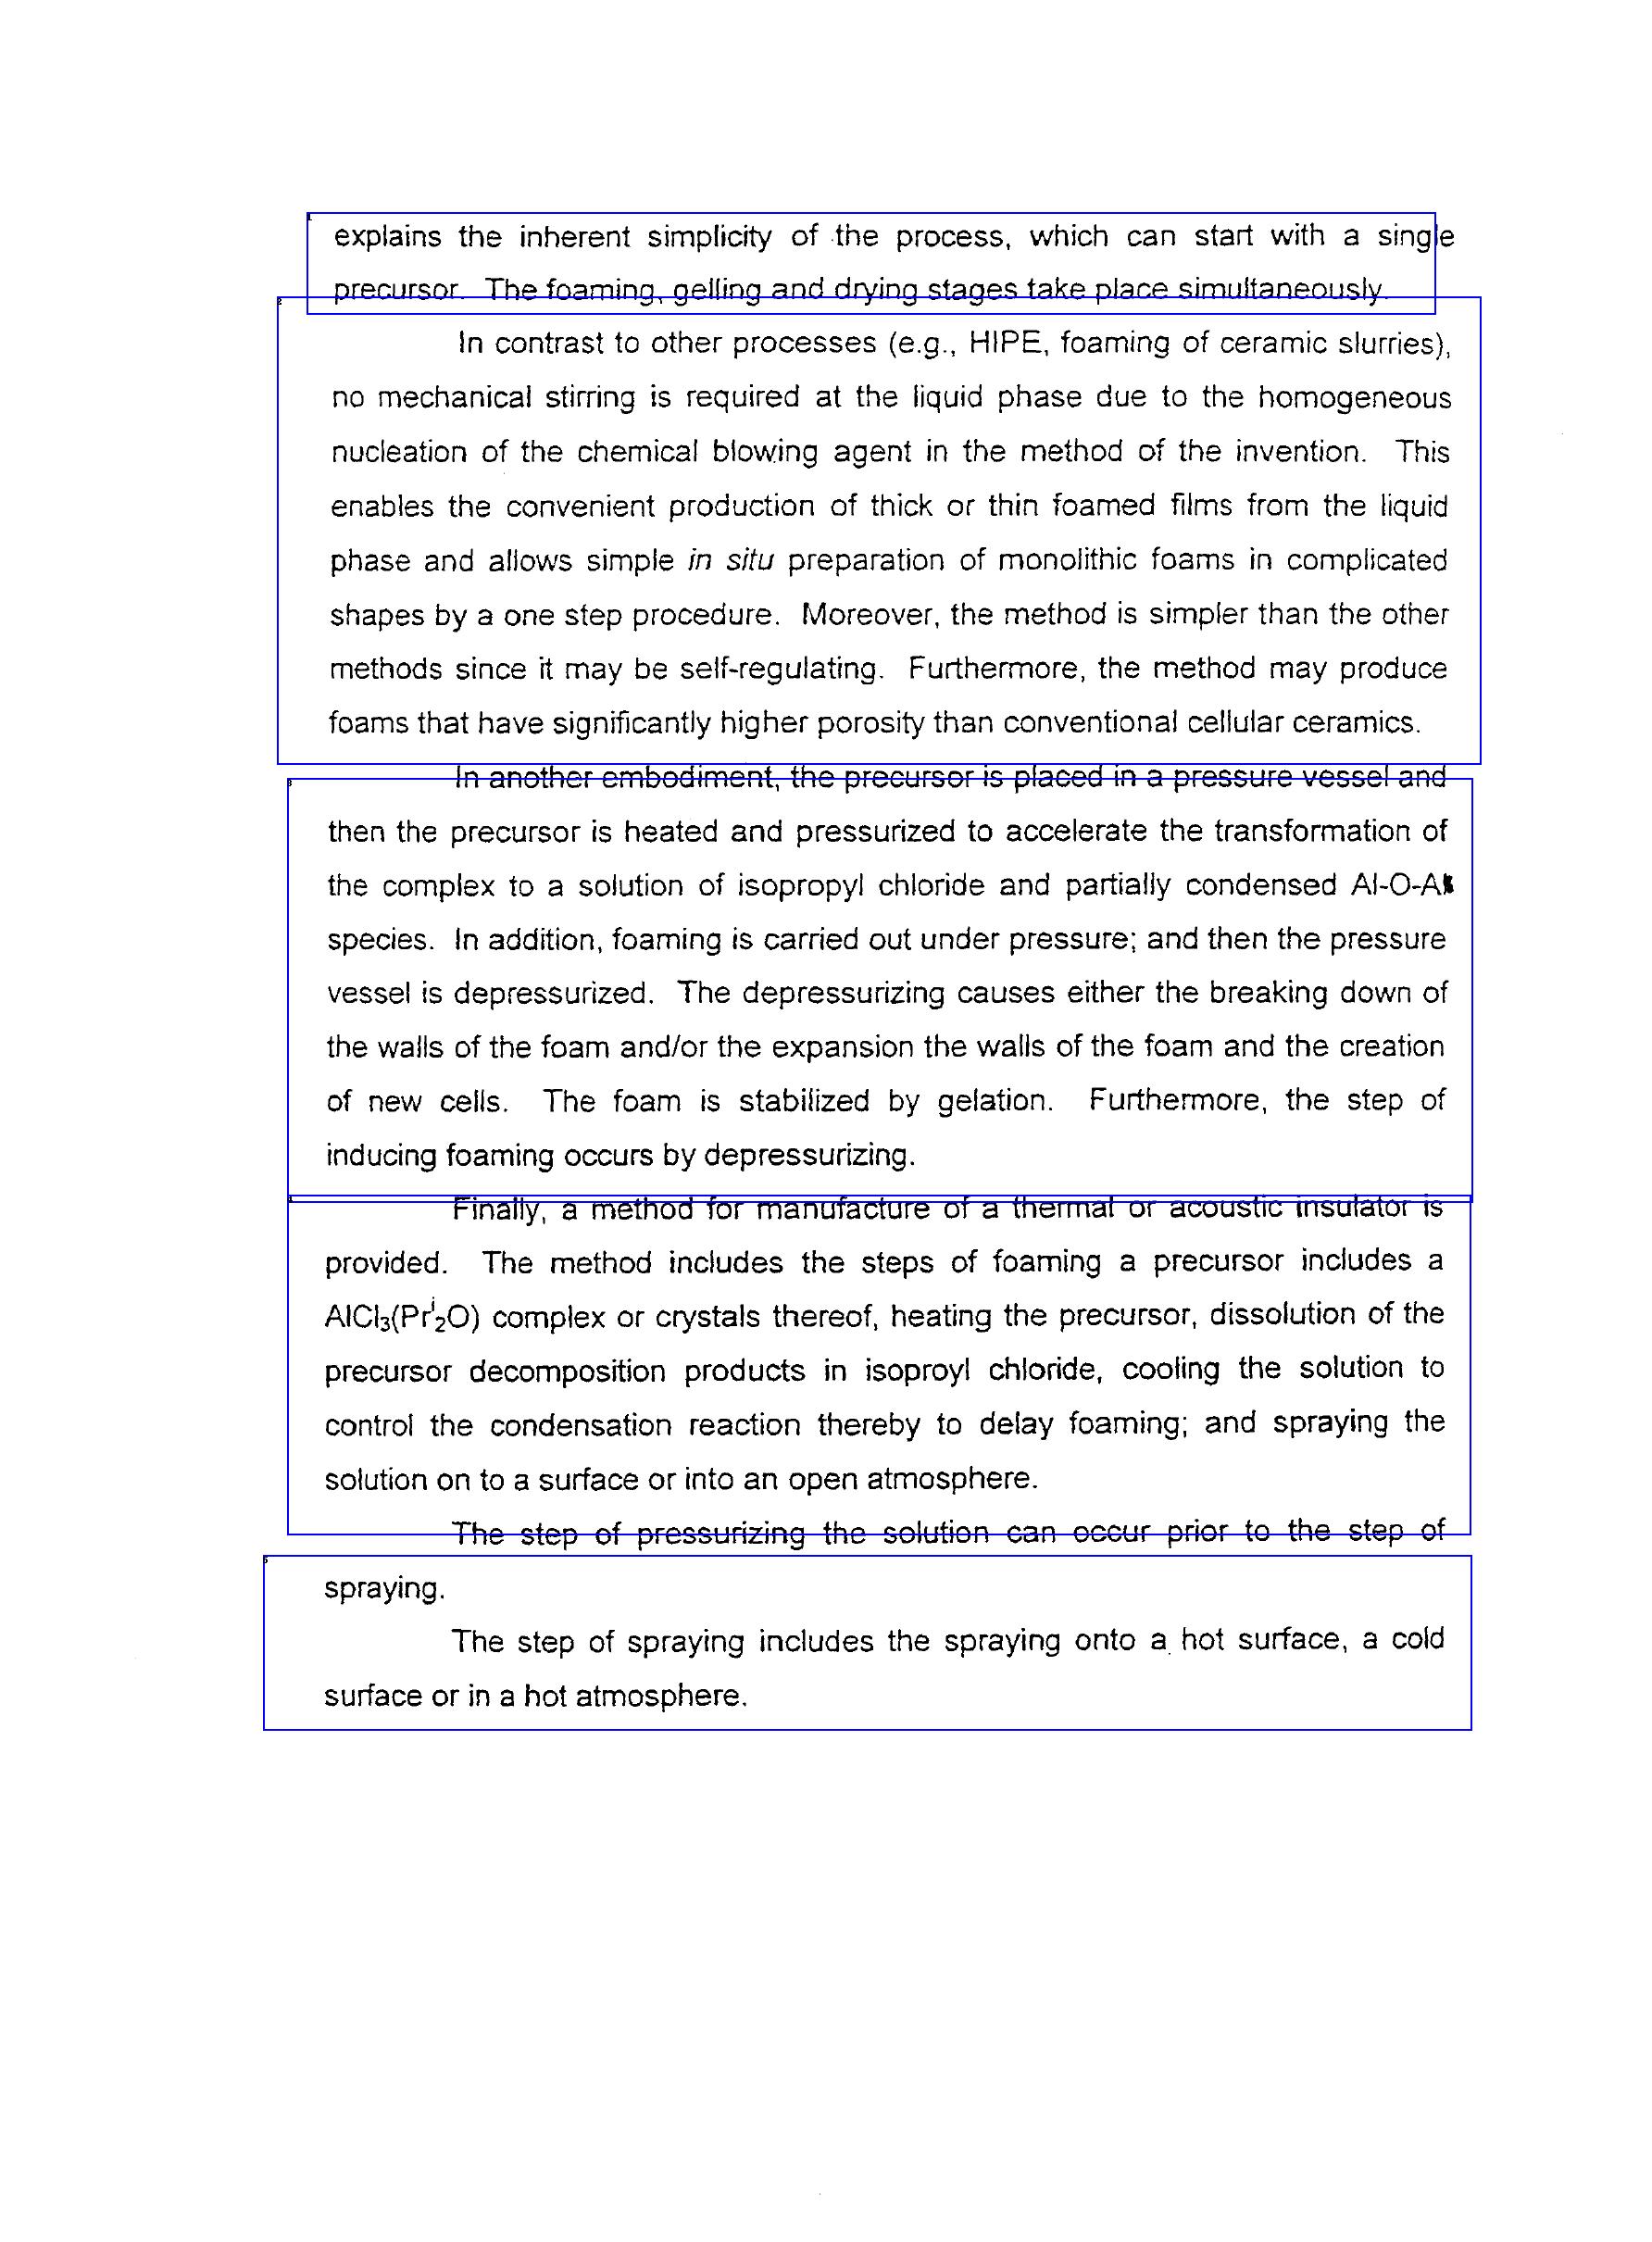 explains the inherent simplicity of the process, which can start with a single
precursor. The foaming, gelling and drying stages take place simultaneously.
In contrast to other processes (e.g., HIPE, foaming of ceramic slurries),
no mechanical stirring is required at the liquid phase due to the homogeneous
nucleation of the chemical blowing agent in the method of the invention. This
enables the convenient production of thick or thin foamed films from the liquid
phase and allows simple in situ preparation of monolithic foams in complicated
shapes by a one step procedure. Moreover, the method is simpler than the other
methods since it may be self-regulating. Furthermore, the method may produce
foams that have significantly higher porosity than conventional cellular ceramics.
In another embodiment, the precursor is placed in a pressure vessel and
then the precursor is heated and pressurized to accelerate the transformation of
the complex to a solution of isopropyl chloride and partially condensed Al-O-Al
species. In addition, foaming is carried out under pressure; and then the pressure
vessel is depressurized. The depressurizing causes either the breaking down of
the walls of the foam and/or the expansion the walls of the foam and the creation
of new cells. The foam is stabilized by gelation. Furthermore, the step of
inducing foaming occurs by depressurizing.
Finally, a method for manufacture of a thermal or acoustic insulator is
provided. The method includes the steps of foaming a precursor includes a
AlCl₃(Prⁱ₂O) complex or crystals thereof, heating the precursor, dissolution of the
precursor decomposition products in isoproyl chloride, cooling the solution to
control the condensation reaction thereby to delay foaming; and spraying the
solution on to a surface or into an open atmosphere.
The step of pressurizing the solution can occur prior to the step of
spraying.
The step of spraying includes the spraying onto a hot surface, a cold
surface or in a hot atmosphere.